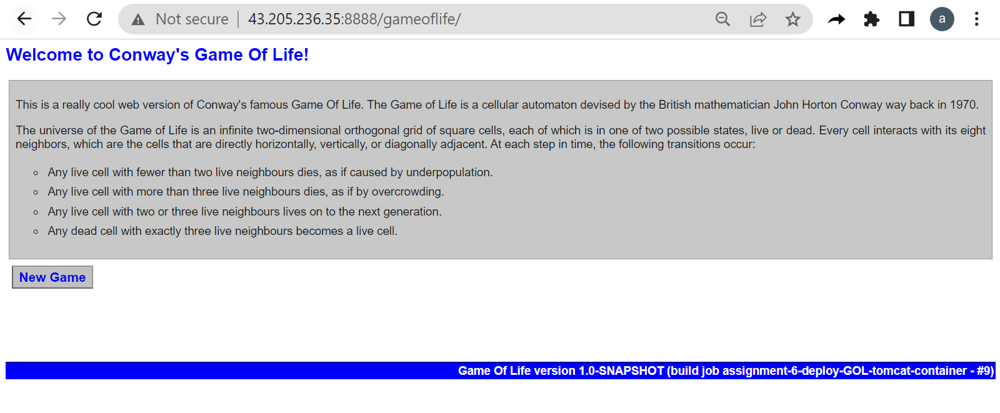 Not secure 43.205.236.35:8888/gameoflife/ a
Welcome to Conway's Game Of Life!
This is a really cool web version of Conway's famous Game Of Life. The Game of Life is a cellular automaton devised by the British mathematician John Horton Conway way back in 1970.
The universe of the Game of Life is an infinite two-dimensional orthogonal grid of square cells, each of which is in one of two possible states, live or dead. Every cell interacts with its eight
neighbors, which are the cells that are directly horizontally, vertically, or diagonally adjacent. At each step in time, the following transitions occur:
Any live cell with fewer than two live neighbours dies, as if caused by underpopulation.
Any live cell with more than three live neighbours dies, as if by overcrowding.
Any live cell with two or three live neighbours lives on to the next generation.
Any dead cell with exactly three live neighbours becomes a live cell.
New Game
Game Of Life version 1.0-SNAPSHOT (build job assignment-6-deploy-GOL-tomcat-container - #9)